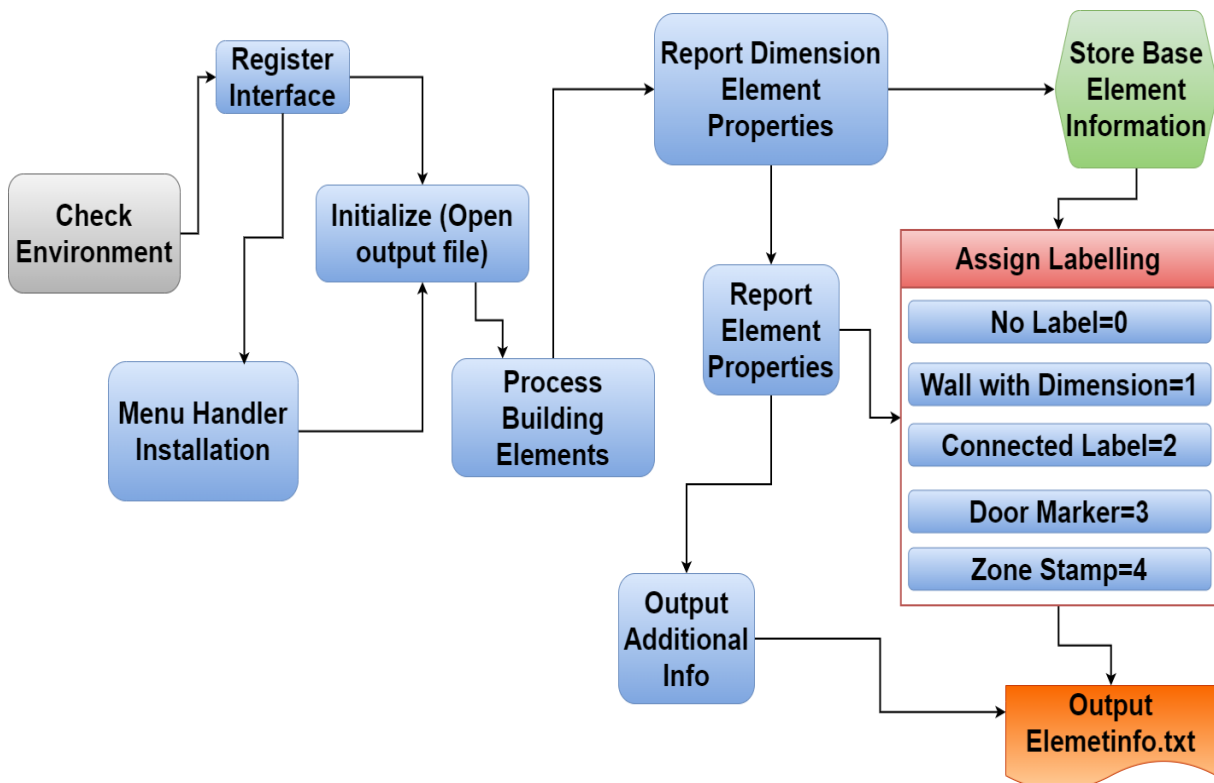 Check
Environment
Register
Interface
Menu Handler
Installation
Initialize (Open
output file)
Process
Building
Elements
Report Dimension
Element
Properties
Report
Element
Properties
Output
Additional
Info
Store Base
Element
Information
Assign Labelling
No Label=0
Wall with Dimension=1
Connected Label=2
Door Marker=3
Zone Stamp=4
Output
Elemetinfo.txt